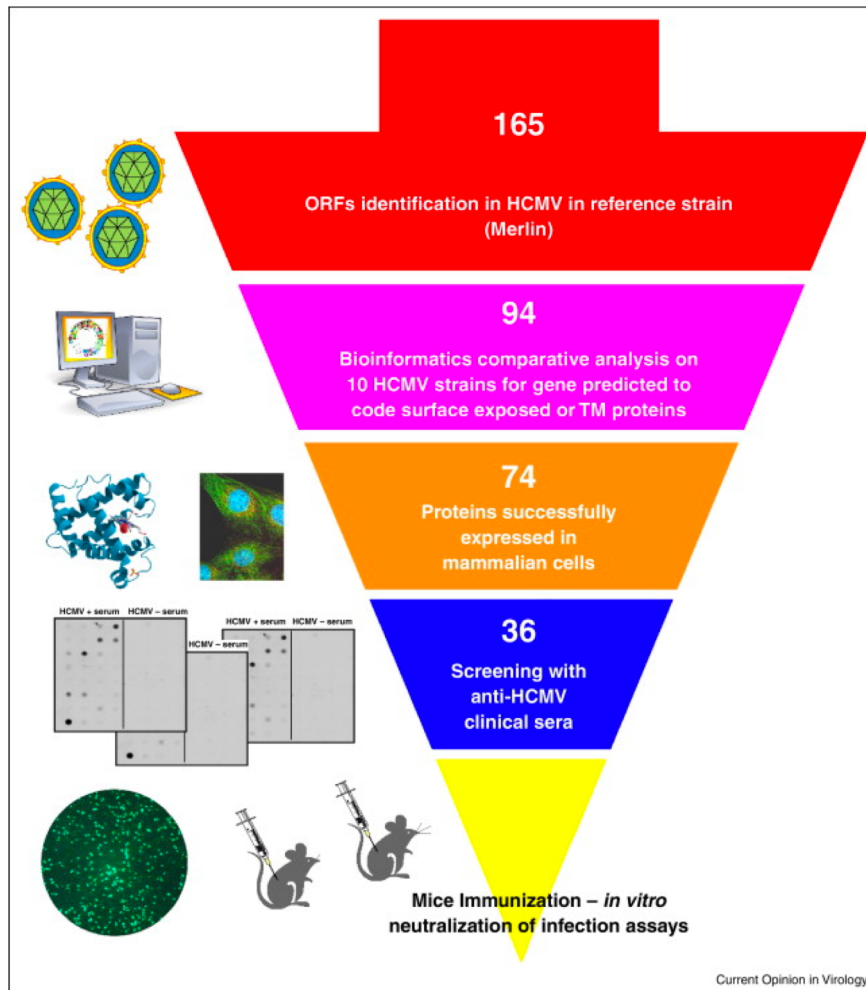 165
ORFs identification in HCMV in reference strain
(Merlin)
94
Bioinformatics comparative analysis on
10 HCMV strains for gene predicted to
code surface exposed or TM proteins
74
Proteins successfully
expressed in
mammalian cells
HCMV + serum
HCMV – serum
HCMV + serum
HCMV – serum
HCMV – serum
36
Screening with
anti-HCMV
clinical sera
Mice Immunization – in vitro
neutralization of infection assays
Current Opinion in Virology